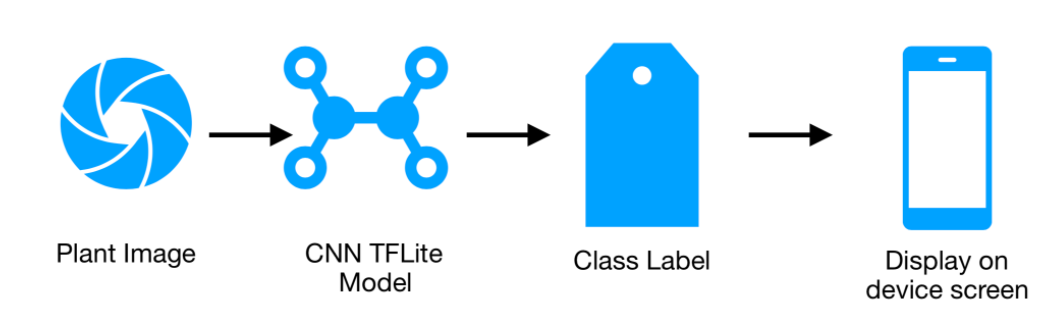 Plant Image
CNN TFLite
Model
Class Label
Display on
device screen